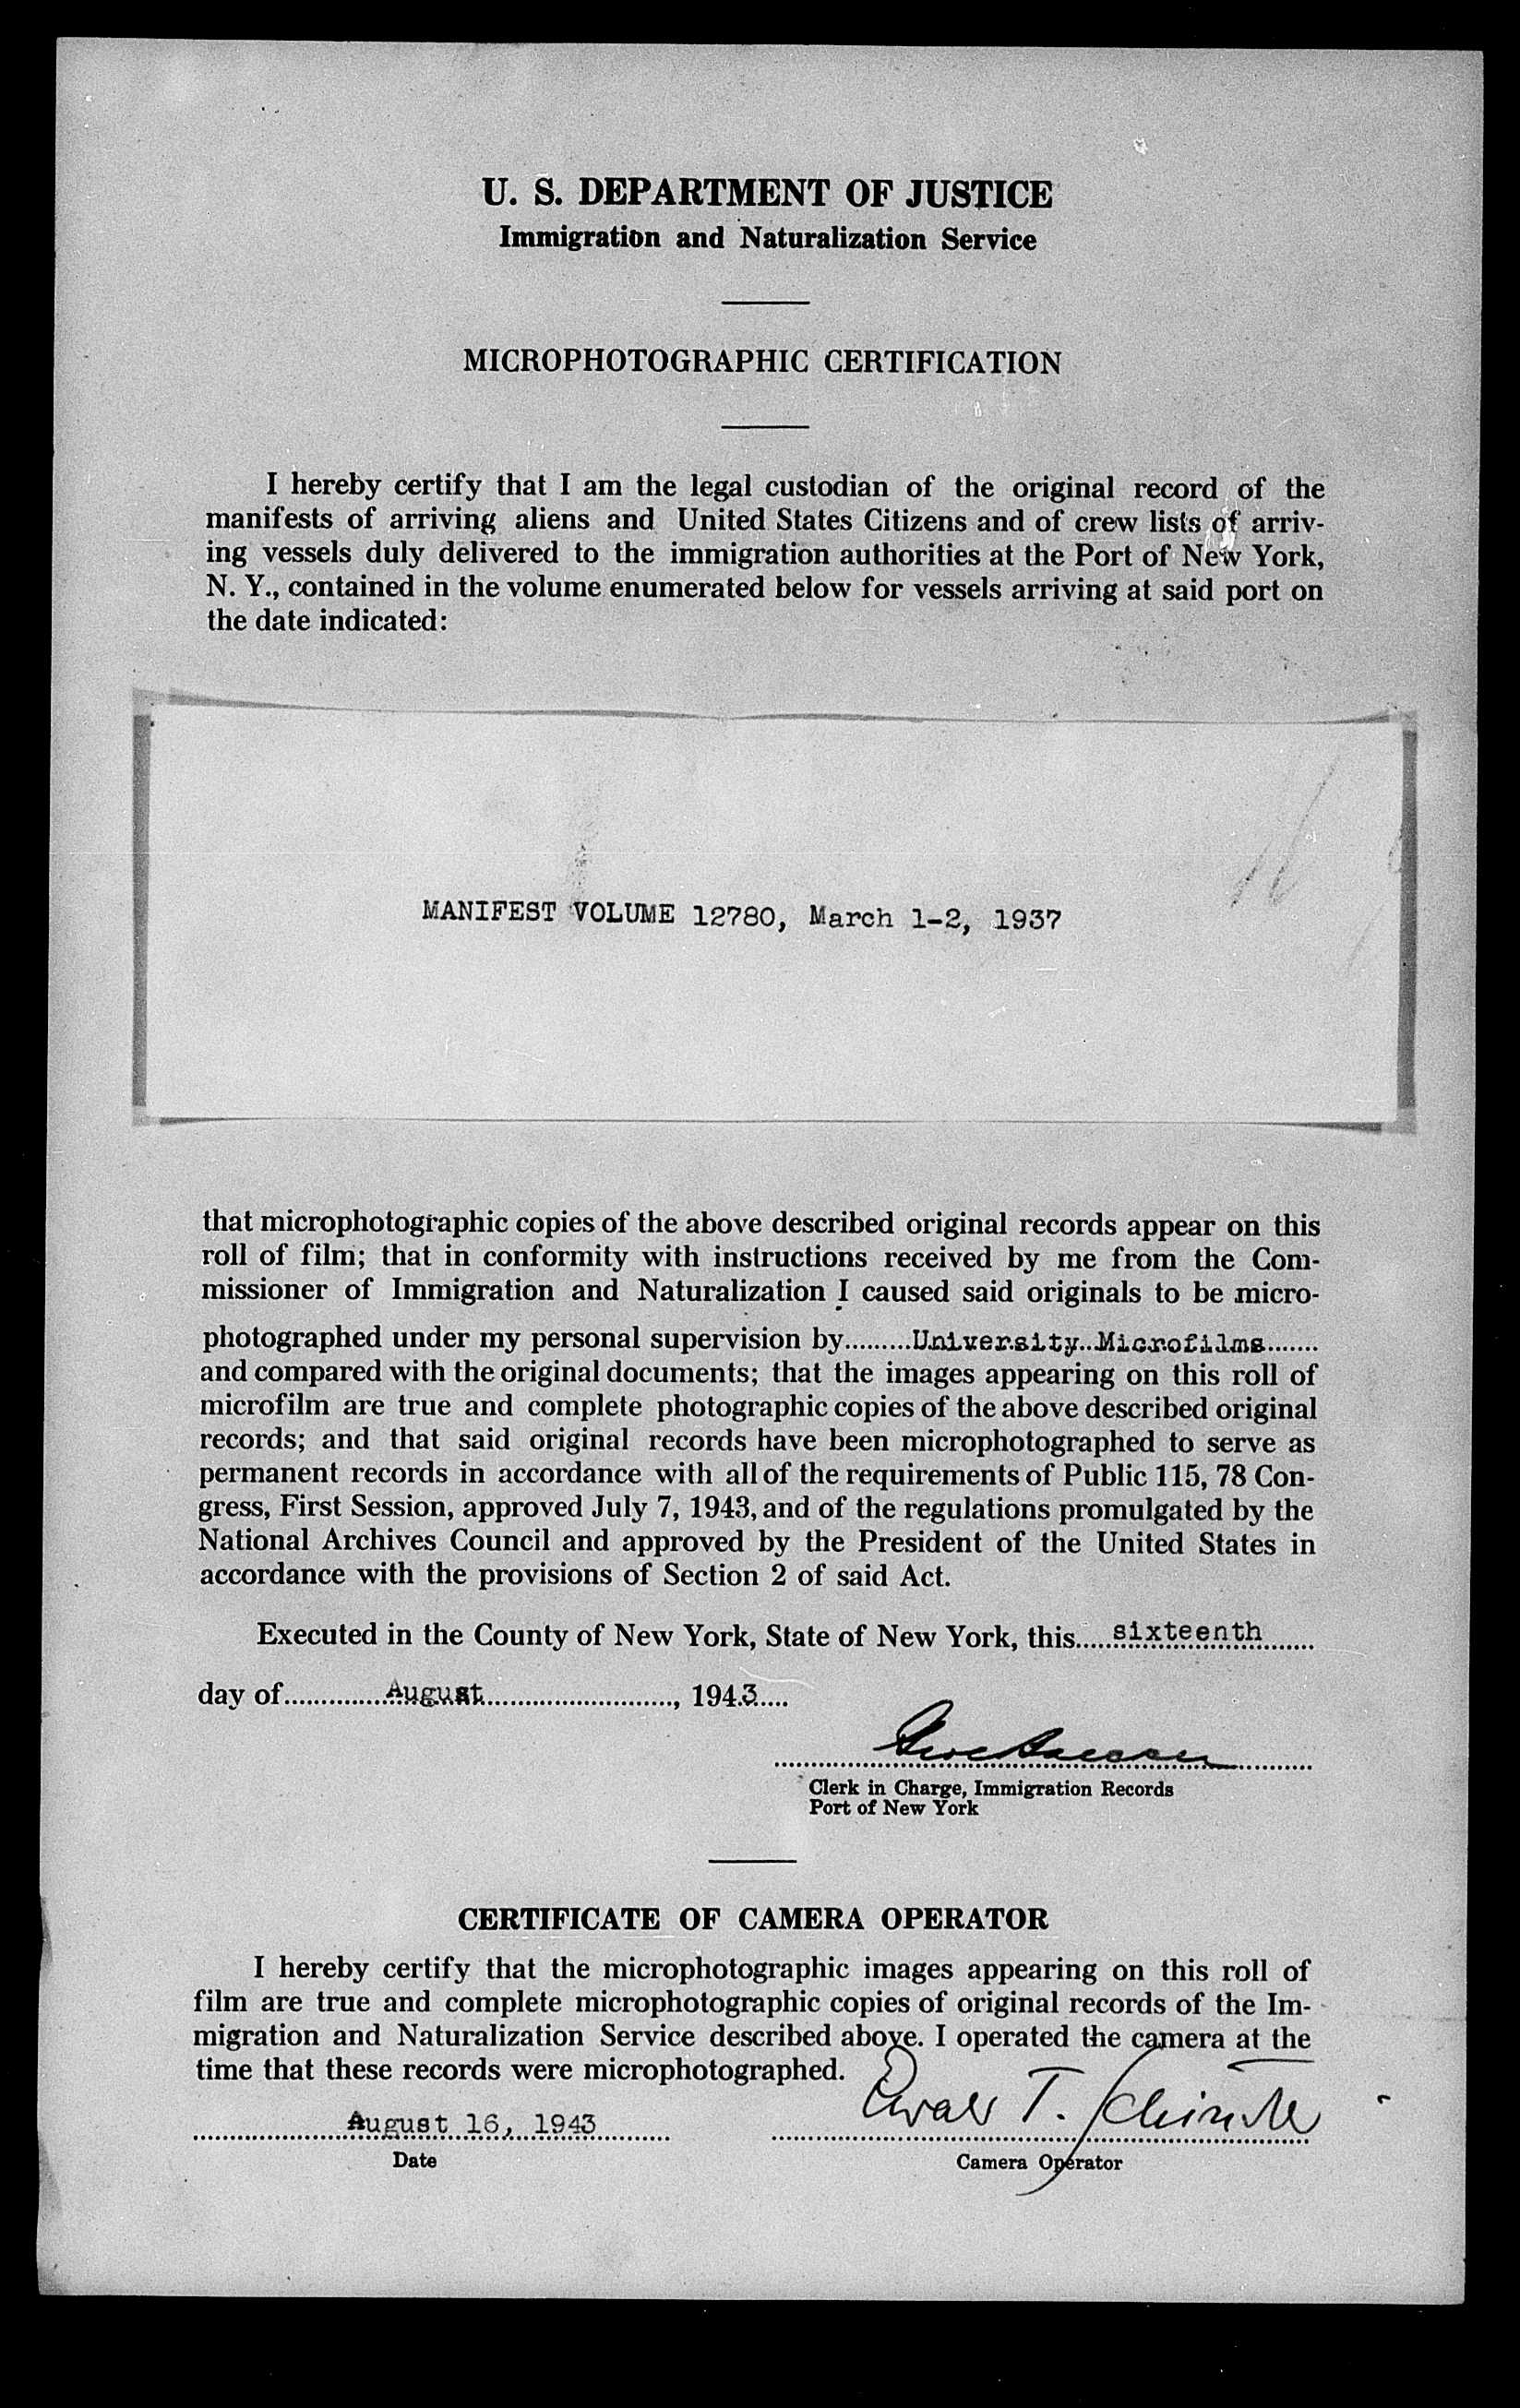 U. S. DEPARTMENT OF JUSTICE
Immigration and Naturalization Service
MICROPHOTOGRAPHIC CERTIFICATION
I hereby certify that I am the legal custodian of the original record of the
manifests of arriving aliens and United States Citizens and of crew lists of arriv-
ing vessels duly delivered to the immigration authorities at the Port of New York,
N. Y., contained in the volume enumerated below for vessels arriving at said port on
the date indicated:
MANIFEST VOLUME 12780, March 1-2, 1937
that microphotographic copies of the above described original records appear on this
roll of film; that in conformity with instructions received by me from the Com-
missioner of Immigration and Naturalization I caused said originals to be micro-
photographed under my personal supervision by University Microfilms
and compared with the original documents; that the images appearing on this roll of
microfilm are true and complete photographic copies of the above described original
records; and that said original records have been microphotographed to serve as
permanent records in accordance with all of the requirements of Public 115, 78 Con-
gress, First Session, approved July 7, 1943, and of the regulations promulgated by the
National Archives Council and approved by the President of the United States in
accordance with the provisions of Section 2 of said Act.
Executed in the County of New York, State of New York, this sixteenth
day of August, 1943
Clerk in Charge, Immigration Records
Port of New York
CERTIFICATE OF CAMERA OPERATOR
I hereby certify that the microphotographic images appearing on this roll of
film are true and complete microphotographic copies of original records of the Im-
migration and Naturalization Service described above. I operated the camera at the
time that these records were microphotographed.
August 16, 1943 T.
Date Camera Operator